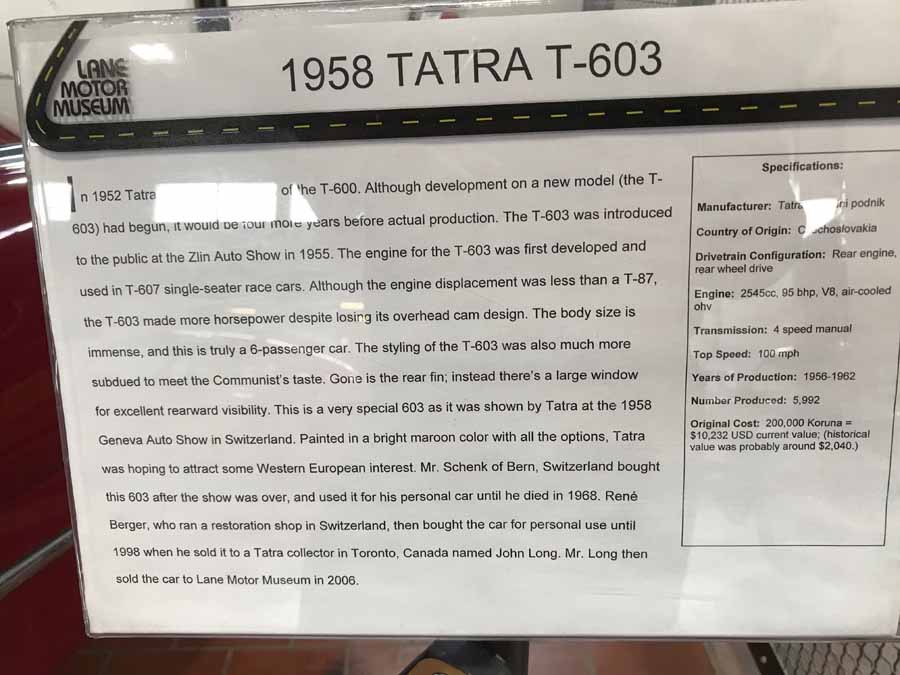 LANE
MOTOR
MUSEUM
1958 TATRA T-603
In 1952 Tatra of the T-600. Although development on a new model (the T-
603) had begun, it would be four more years before actual production. The T-603 was introduced
to the public at the Zlin Auto Show in 1955. The engine for the T-603 was first developed and
used in T-607 single-seater race cars. Although the engine displacement was less than a T-87,
the T-603 made more horsepower despite losing its overhead cam design. The body size is
immense, and this is truly a 6-passenger car. The styling of the T-603 was also much more
subdued to meet the Communist's taste. Gone is the rear fin; instead there's a large window
for excellent rearward visibility. This is a very special 603 as it was shown by Tatra at the 1958
Geneva Auto Show in Switzerland. Painted in a bright maroon color with all the options, Tatra
was hoping to attract some Western European interest. Mr. Schenk of Bern, Switzerland bought
this 603 after the show was over, and used it for his personal car until he died in 1968. René
Berger, who ran a restoration shop in Switzerland, then bought the car for personal use until
1998 when he sold it to a Tatra collector in Toronto, Canada named John Long. Mr. Long then
sold the car to Lane Motor Museum in 2006.
Specifications:
Manufacturer: Tatra podnik
Country of Origin: Czechoslovakia
Drivetrain Configuration: Rear engine,
rear wheel drive
Engine: 2545cc, 95 bhp, V8, air-cooled
ohv
Transmission: 4 speed manual
Top Speed: 100 mph
Years of Production: 1956-1962
Number Produced: 5,992
Original Cost: 200,000 Koruna =
$10,232 USD current value; (historical
value was probably around $2,040.)